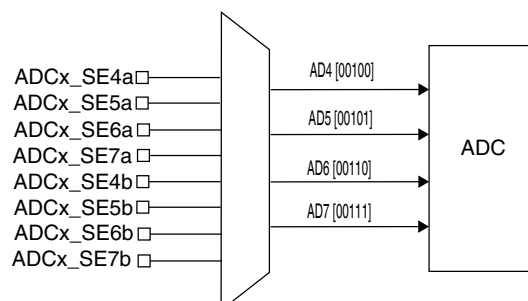 ADCx_SE4a
ADCx_SE5a
ADCx_SE6a
ADCx_SE7a
ADCx_SE4b
ADCx_SE5b
ADCx_SE6b
ADCx_SE7b
AD4 [00100]
AD5 [00101]
AD6 [00110]
AD7 [00111]
ADC